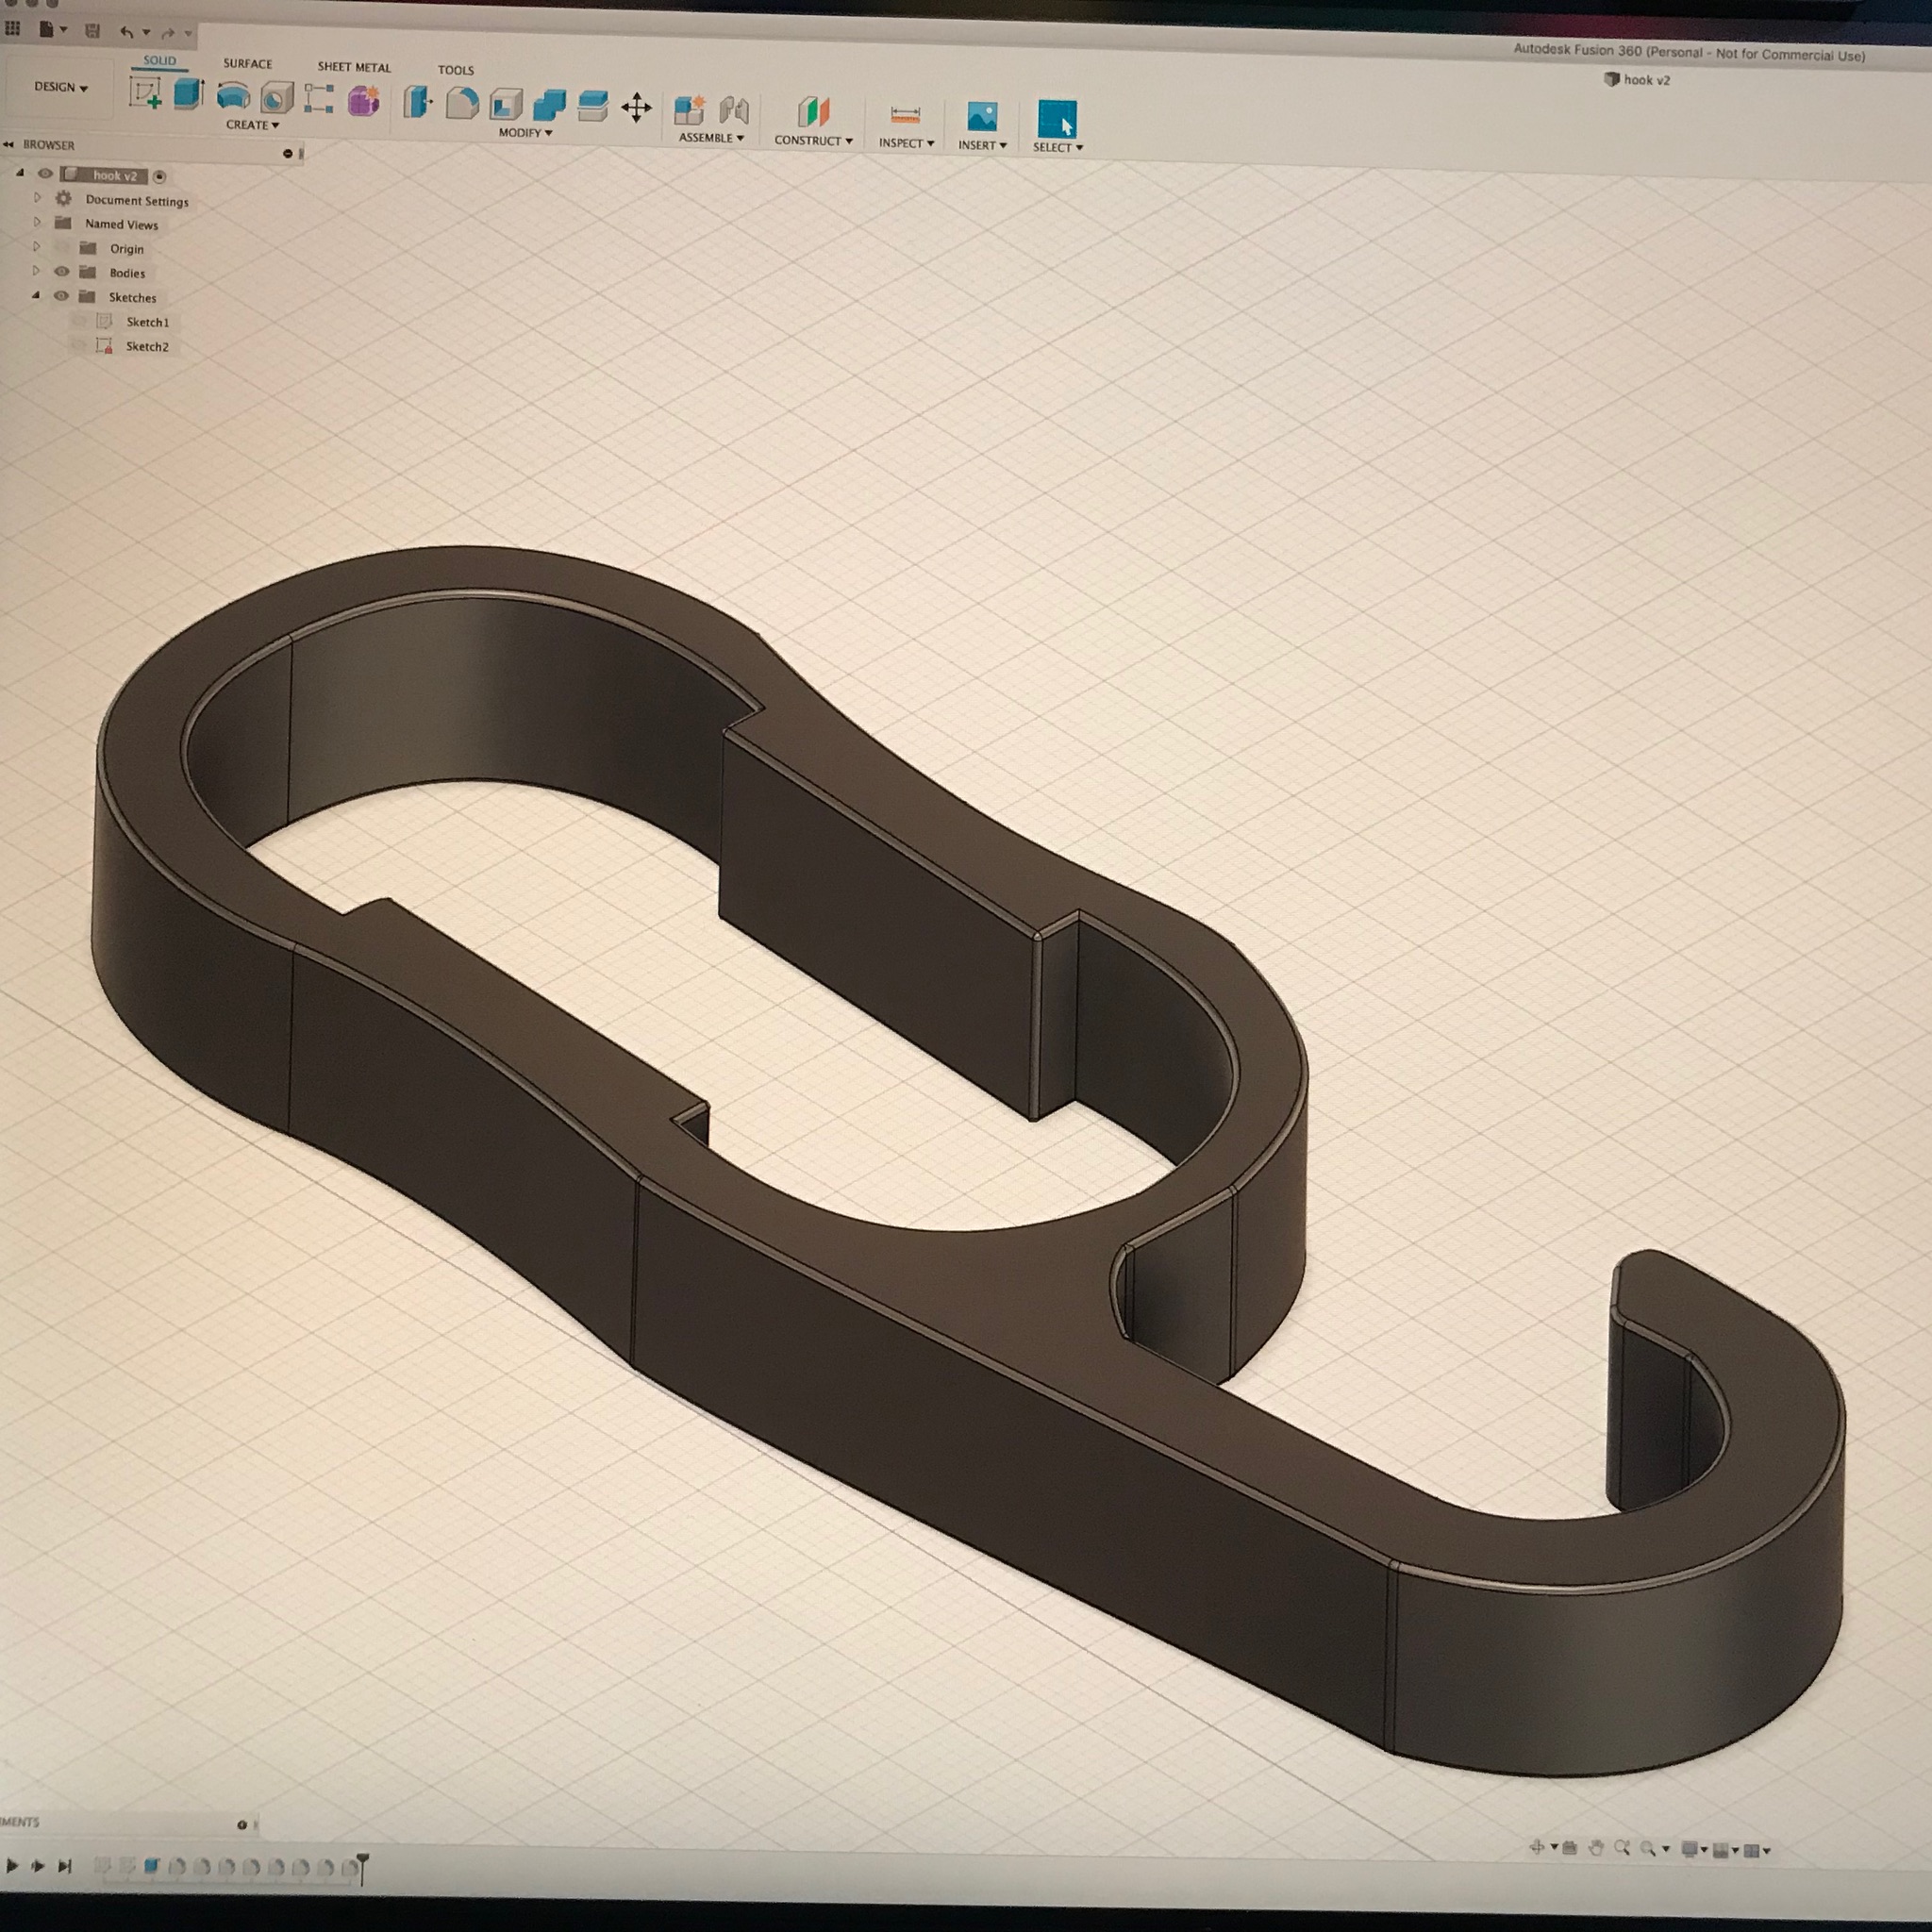 Autodesk Fusion 360 (Personal - Not for Commercial Use)
hook v2
SOLID
SURFACE
SHEET METAL
TOOLS
DESIGN
CREATE
MODIFY
ASSEMBLE
CONSTRUCT
INSPECT
INSERT
SELECT
BROWSER
hook v2
Document Settings
Named Views
Origin
Bodies
Sketches
Sketch1
Sketch2
MENTS